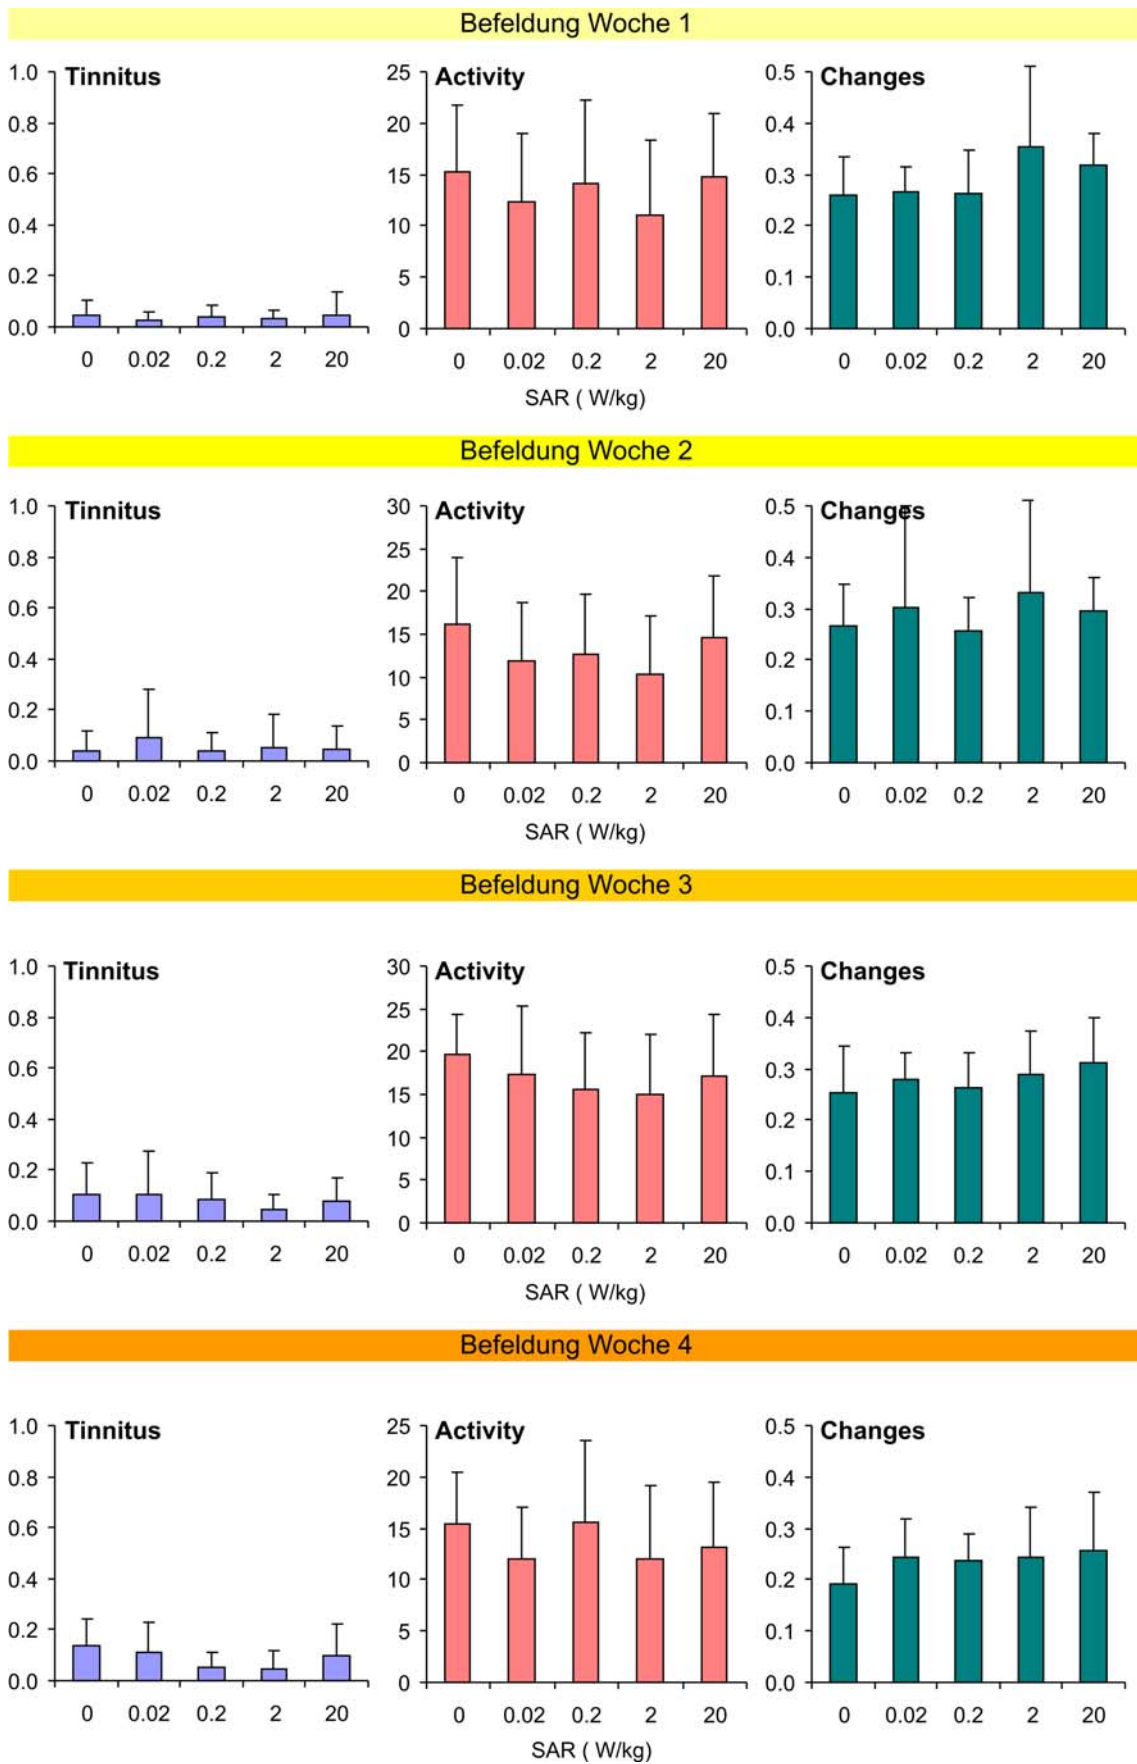 Befeldung Woche 1
Tinnitus Activity Changes
1.0 25 0.5
0.8 20 0.4
0.6 15 0.3
0.4 10 0.2
0.2 5 0.1
0.0 0 0.0
0 0.02 0.2 2 20 0 0.02 0.2 2 20 0 0.02 0.2 2 20
SAR ( W/kg)
Befeldung Woche 2
Tinnitus Activity Changes
1.0 30 0.5
25
0.8 20 0.4
0.6 15 0.3
0.4 10 0.2
0.2 5 0.1
0.0 0 0.0
0 0.02 0.2 2 20 0 0.02 0.2 2 20 0 0.02 0.2 2 20
SAR ( W/kg)
Befeldung Woche 3
Tinnitus Activity Changes
1.0 30 0.5
25
0.8 20 0.4
0.6 15 0.3
0.4 10 0.2
0.2 5 0.1
0.0 0 0.0
0 0.02 0.2 2 20 0 0.02 0.2 2 20 0 0.02 0.2 2 20
SAR ( W/kg)
Befeldung Woche 4
Tinnitus Activity Changes
1.0 25 0.5
0.8 20 0.4
0.6 15 0.3
0.4 10 0.2
0.2 5 0.1
0.0 0 0.0
0 0.02 0.2 2 20 0 0.02 0.2 2 20 0 0.02 0.2 2 20
SAR ( W/kg)